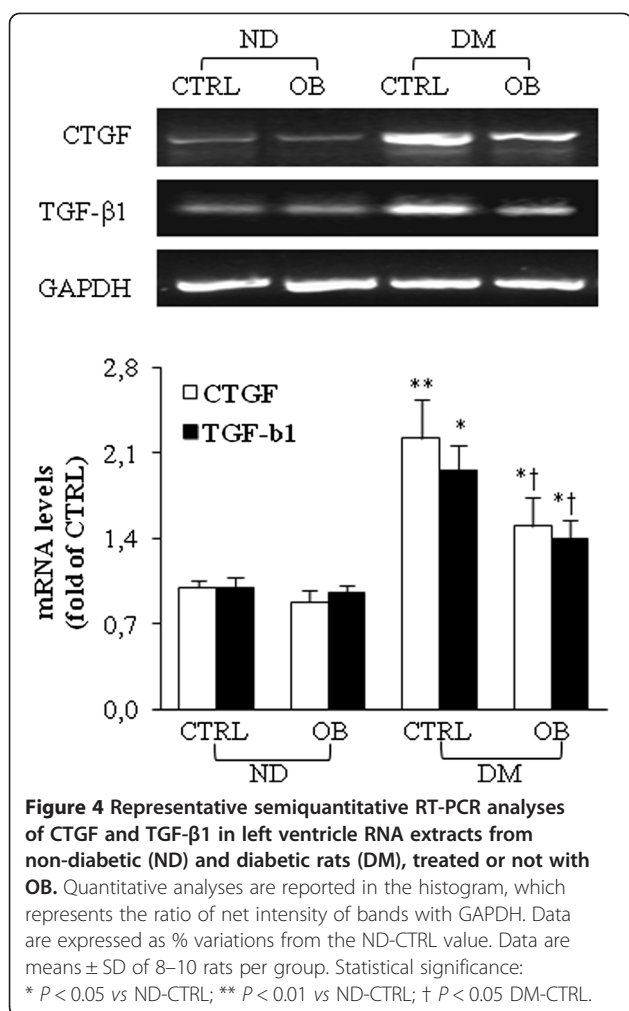 ND DM
CTRL OB CTRL OB
CTGF
TGF-β1
GAPDH
2,8
2,1
1,4
0,7
0,0
mRNA levels
(fold of CTRL)
CTGF
TGF-b1
** * *† *†
CTRL OB CTRL OB
ND DM
Figure 4 Representative semiquantitative RT-PCR analyses
of CTGF and TGF-β1 in left ventricle RNA extracts from
non-diabetic (ND) and diabetic rats (DM), treated or not with
OB. Quantitative analyses are reported in the histogram, which
represents the ratio of net intensity of bands with GAPDH. Data
are expressed as % variations from the ND-CTRL value. Data are
means ± SD of 8–10 rats per group. Statistical significance:
* P < 0.05 vs ND-CTRL; ** P < 0.01 vs ND-CTRL; † P < 0.05 DM-CTRL.